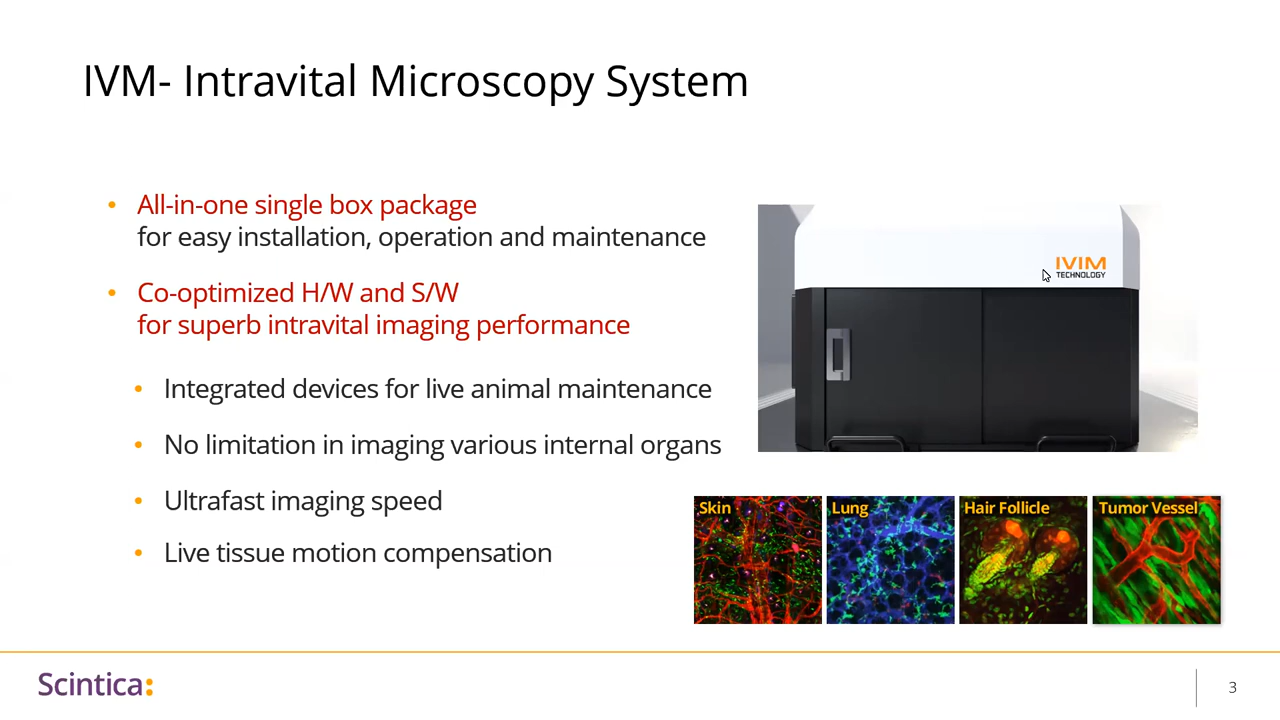 IVM- Intravital Microscopy System
• All-in-one single box package
for easy installation, operation and maintenance
• Co-optimized H/W and S/W
for superb intravital imaging performance
• Integrated devices for live animal maintenance
• No limitation in imaging various internal organs
• Ultrafast imaging speed
• Live tissue motion compensation
IVIM
TECHNOLOGY
Skin
Lung
Hair Follicle
Tumor Vessel
Scintica:
3